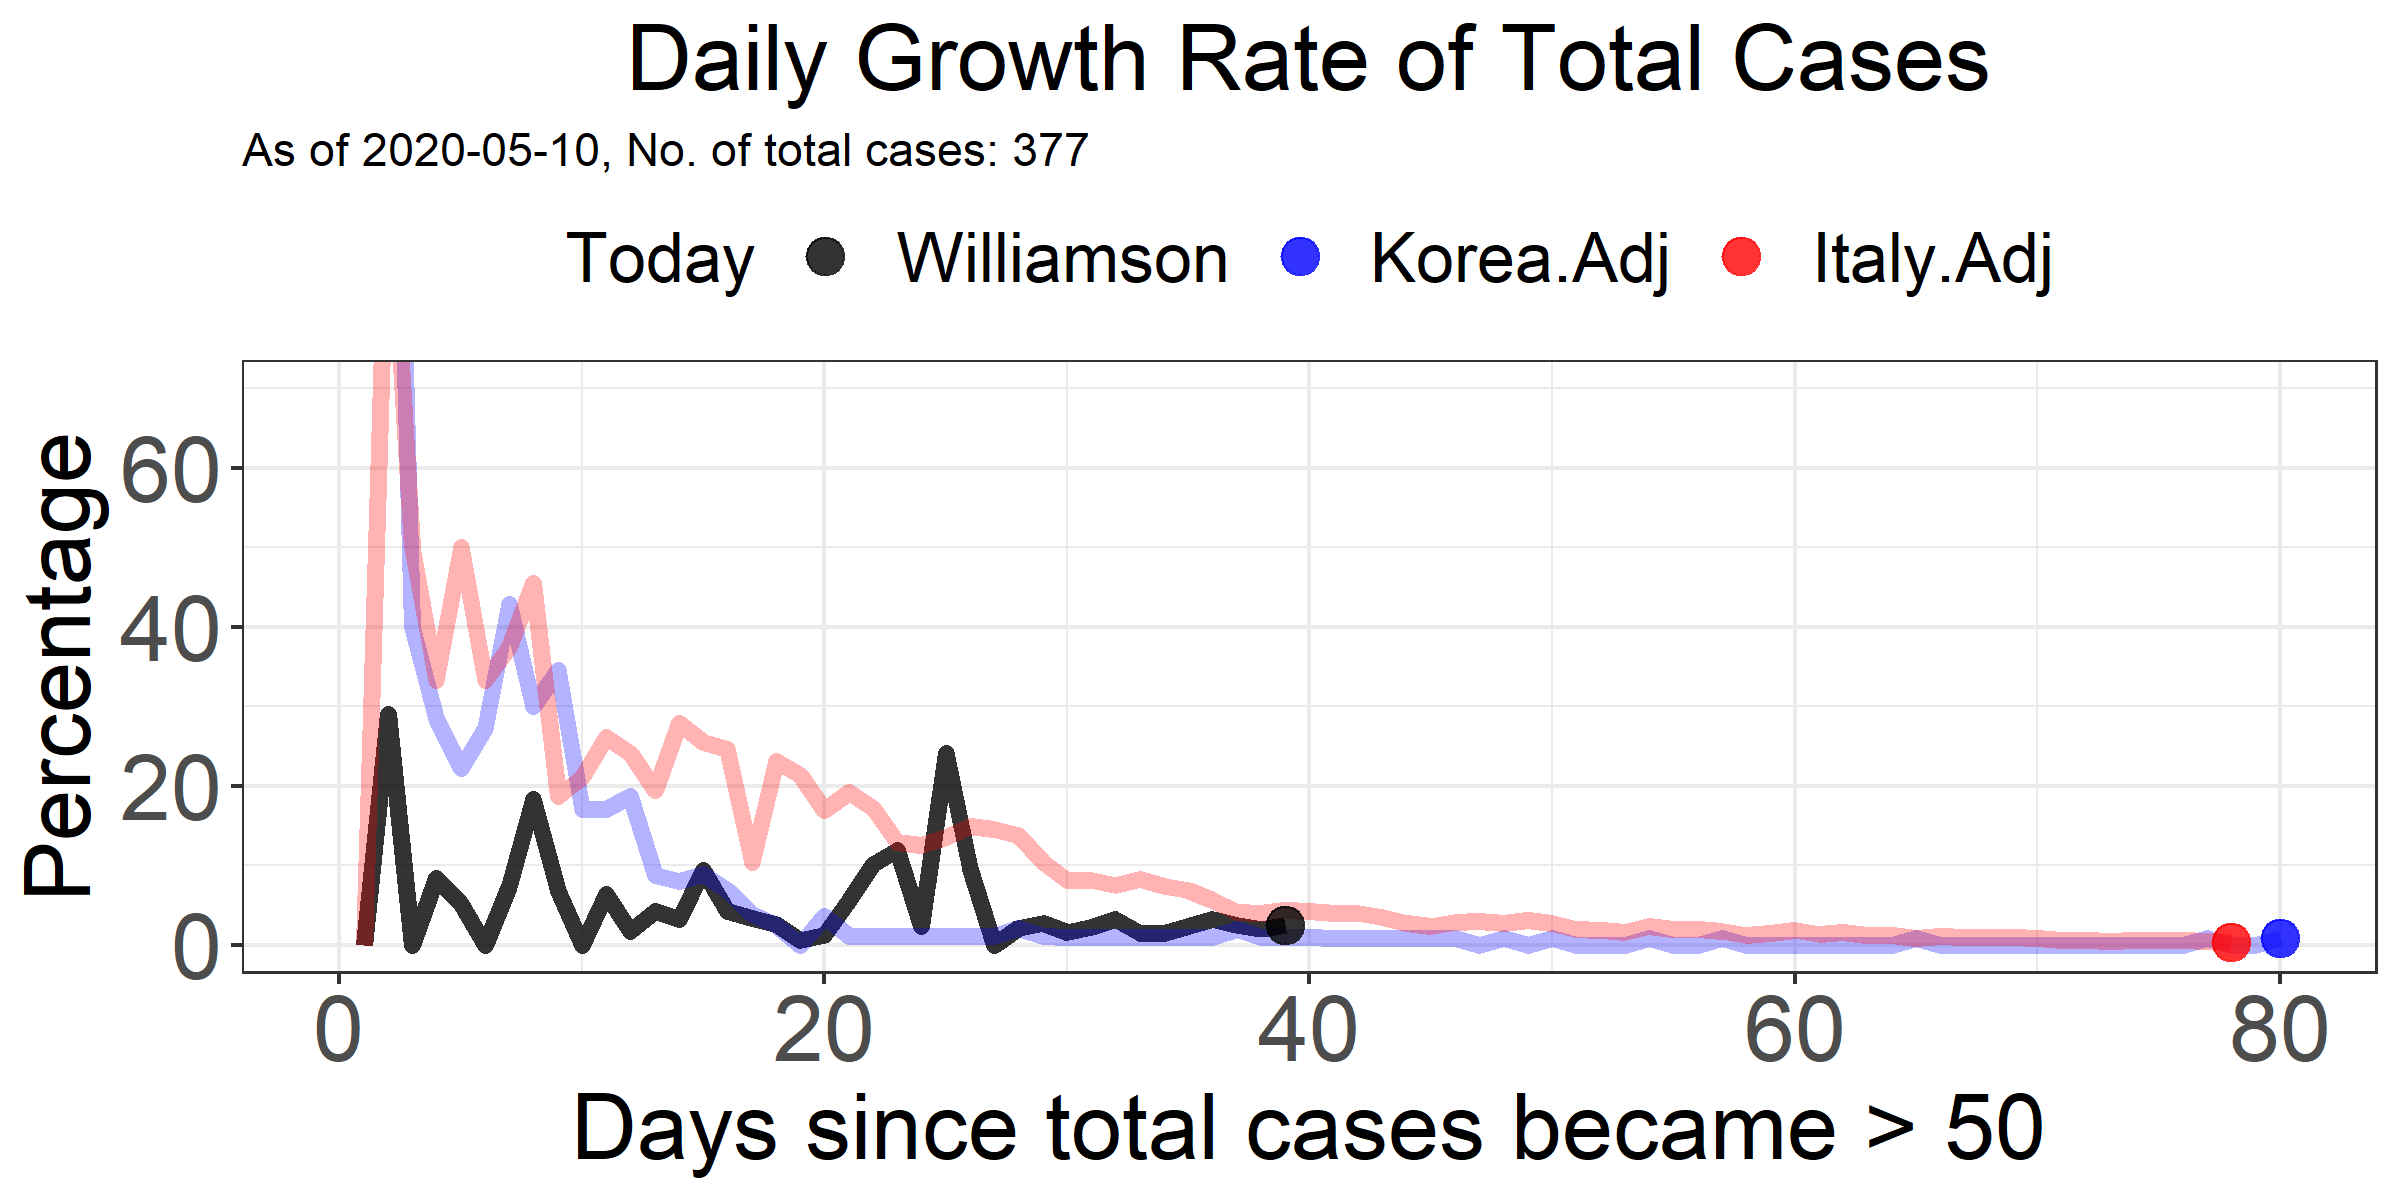 Daily Growth Rate of Total Cases
As of 2020-05-10, No. of total cases: 377
Today Williamson Korea.Adj Italy.Adj
Percentage
60
40
20
0
0 20 40 60 80
Days since total cases became > 50